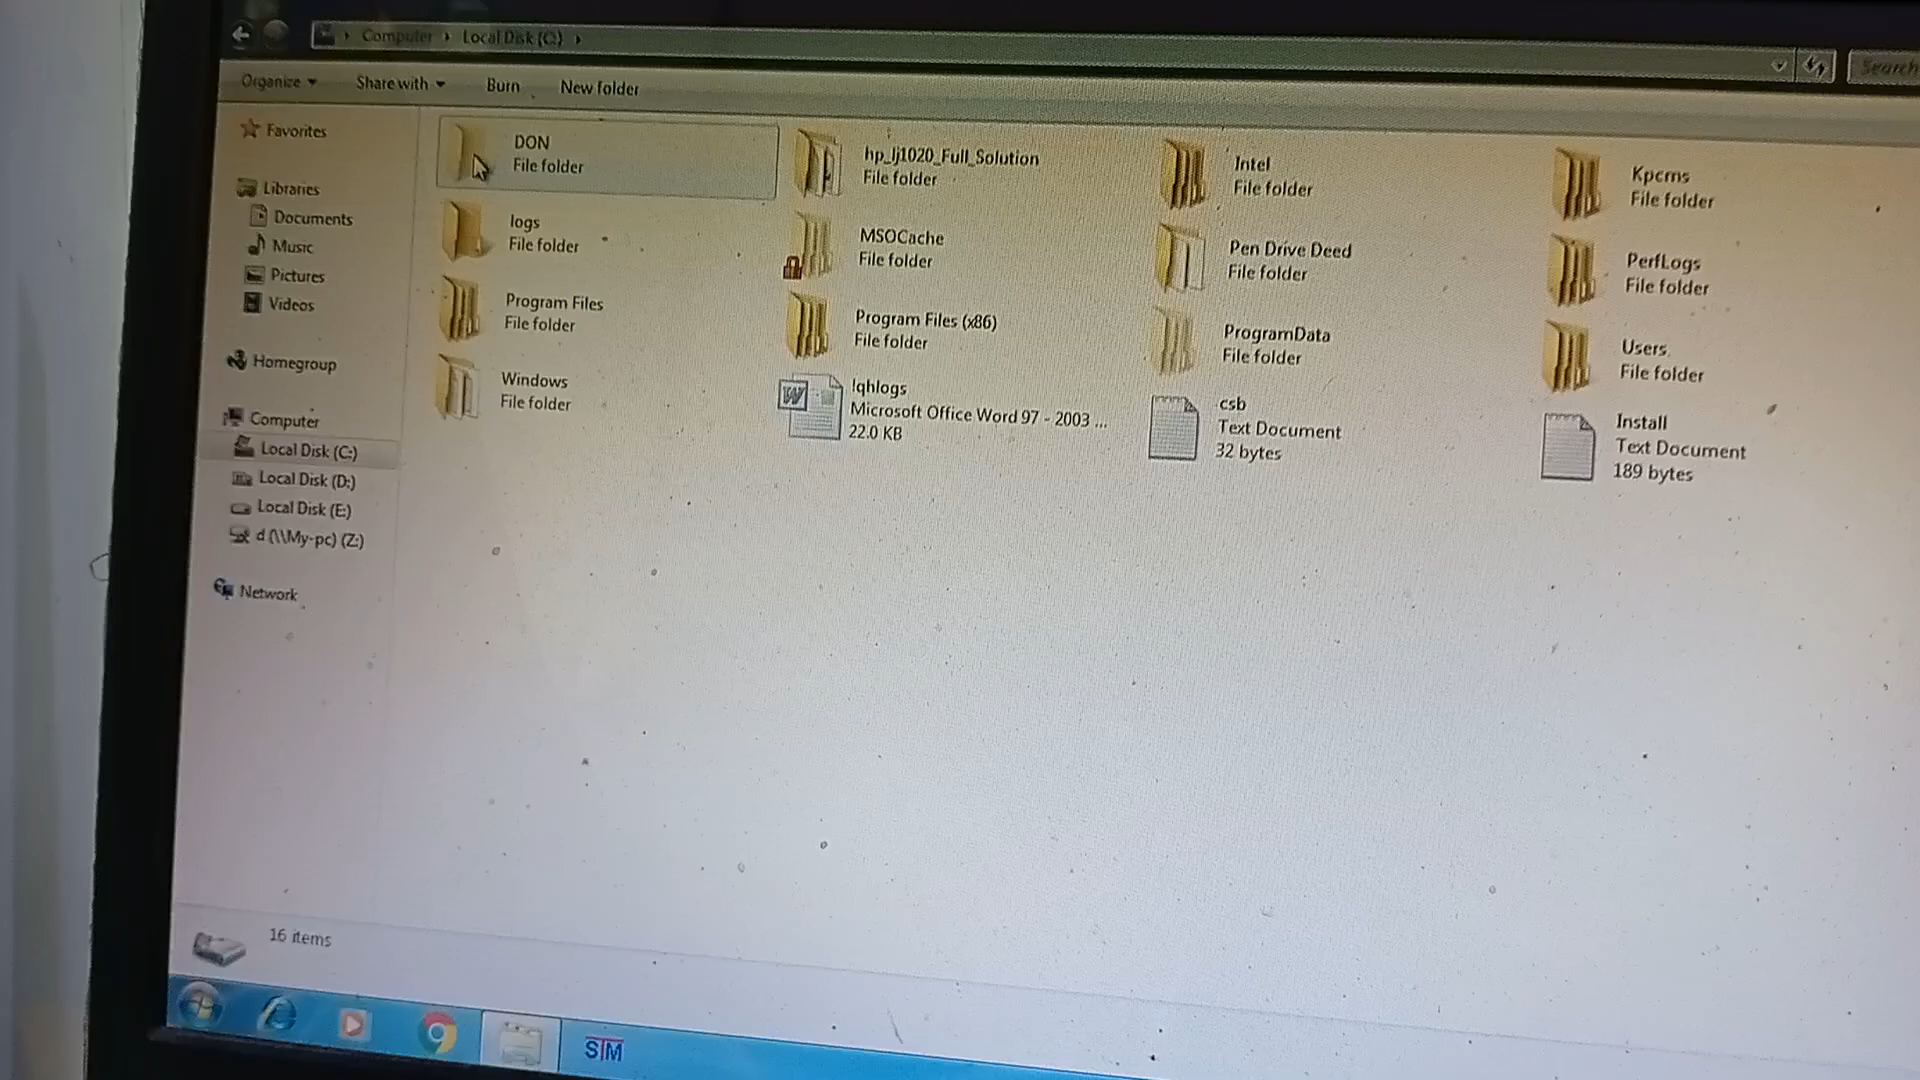 Computer Local Disk (C:)
Search
Organize Share with Burn New folder
Favorites
Libraries
Documents
Music
Pictures
Videos
Homegroup
Computer
Local Disk (C:)
Local Disk (D:)
Local Disk (E:)
d (\\My-pc) (Z:)
Network
DON
File folder
hp_lj1020_Full_Solution
File folder
Intel
File folder
Kpcms
File folder
logs
File folder
MSOCache
File folder
Pen Drive Deed
File folder
PerfLogs
File folder
Program Files
File folder
Program Files (x86)
File folder
ProgramData
File folder
Users
File folder
Windows
File folder
!qhlogs
Microsoft Office Word 97 - 2003 ...
22.0 KB
csb
Text Document
32 bytes
Install
Text Document
189 bytes
16 items
STM